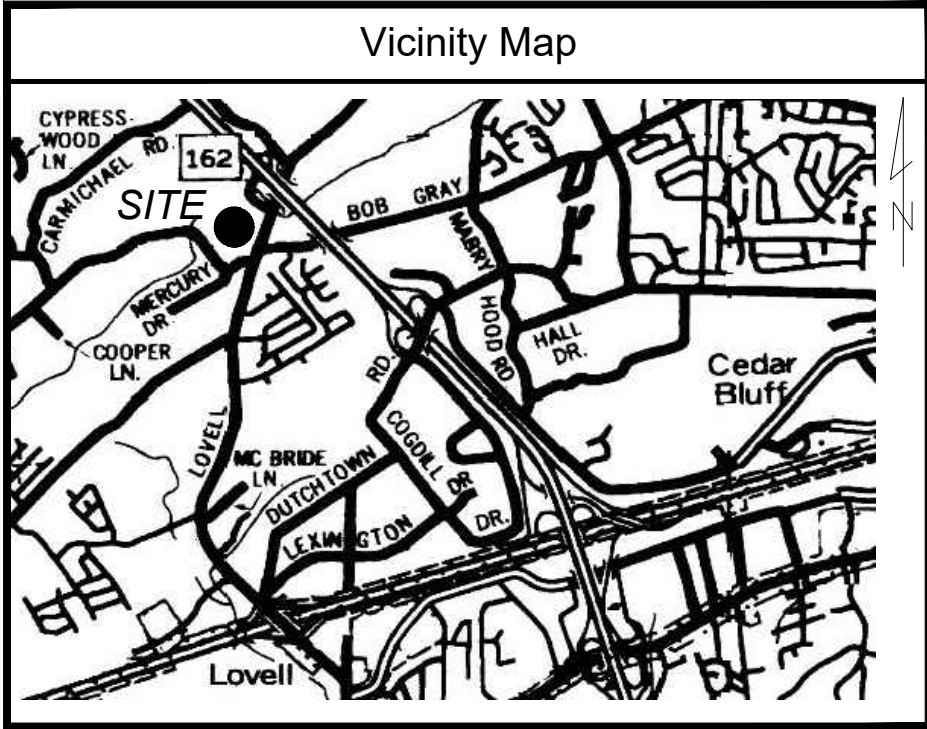 Vicinity Map
CYPRESS-
WOOD
LN.
CARMICHAEL RD.
162
SITE
BOB GRAY
MABRY
HOOD RD.
MERCURY
DR.
COOPER
LN.
HALL
DR.
RD.
Cedar
Bluff
LOVELL
COGDILL DR.
MC BRIDE
LN.
DUTCHTOWN
LEXINGTON
DR.
Lovell
N